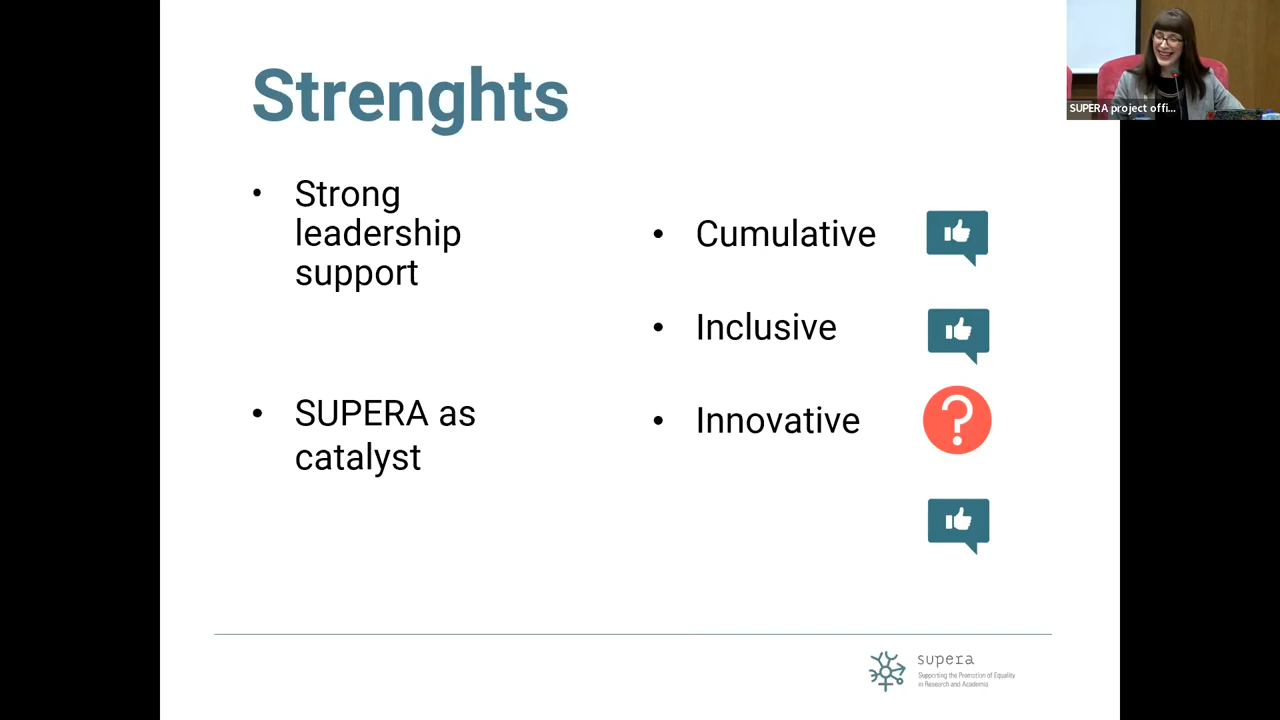 Strenghts
• Strong
leadership
support
• SUPERA as
catalyst
• Cumulative
• Inclusive
• Innovative
?
SUPERA project offi...
supera
Supporting the Promotion of Equality
in Research and Academia